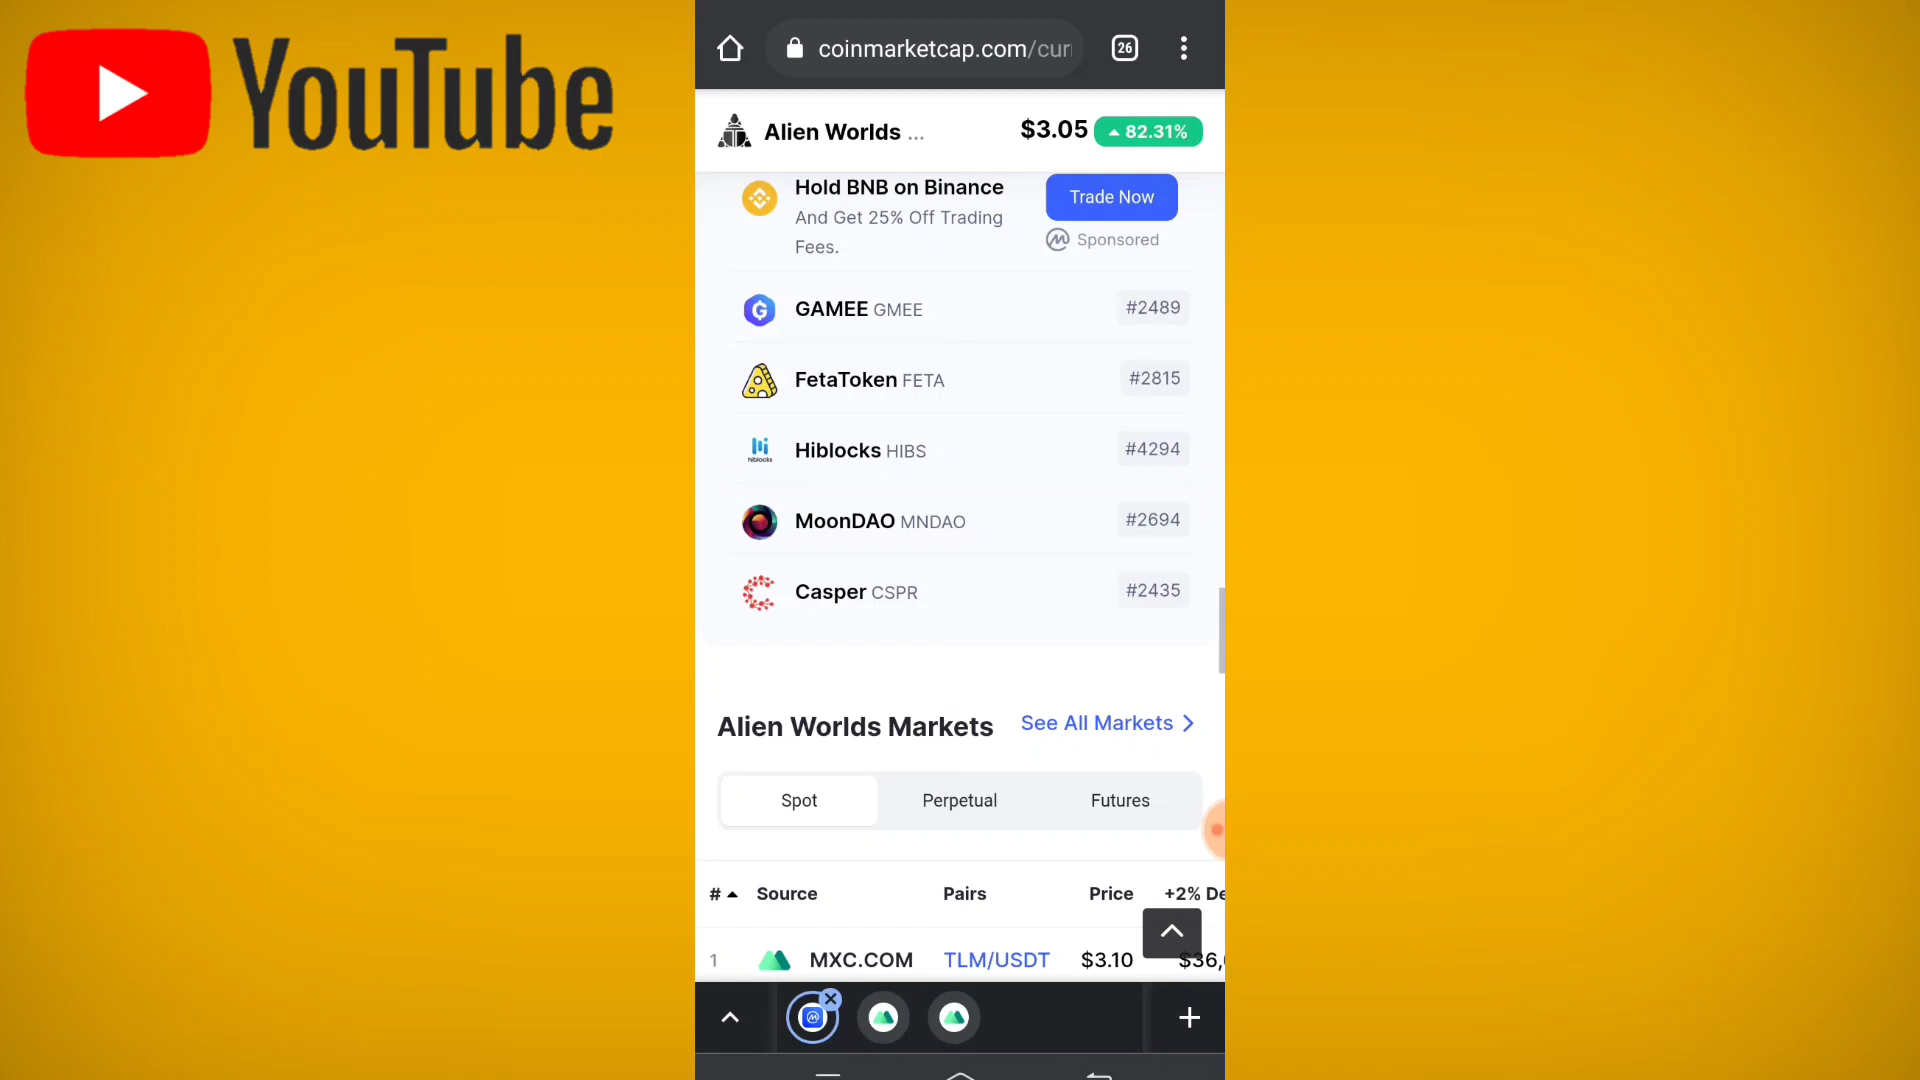 YouTube
coinmarketcap.com/cur
26
Alien Worlds ...
$3.05
82.31%
Hold BNB on Binance
And Get 25% Off Trading
Fees.
Trade Now
Sponsored
GAMEE GMEE
#2489
FetaToken FETA
#2815
hiblocks
Hiblocks HIBS
#4294
MoonDAO MNDAO
#2694
Casper CSPR
#2435
Alien Worlds Markets
See All Markets
Spot
Perpetual
Futures
# Source Pairs Price +2% De
1 MXC.COM TLM/USDT $3.10 $36,